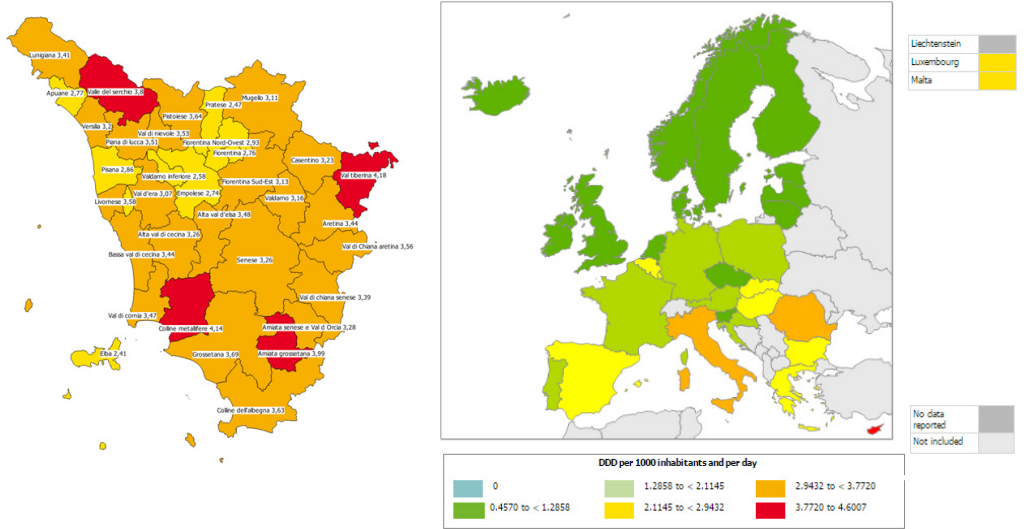 Lunigiana 3,41
Apuane 2,77
Valle del serchio 3,8
Mugello 3,11
Pratese 2,47
Pistoiese 3,64
Versilia 3,2
Val di nievole 3,53
Piana di lucca 3,51
Fiorentina Nord-Ovest 2,93
Fiorentina 2,76
Casentino 3,23
Pisana 2,86
Valdarno inferiore 2,58
Val tiberina 4,18
Fiorentina Sud-Est 3,13
Val d'era 3,07
Empolese 2,74
Valdarno 3,16
Livornese 3,58
Alta val d'elsa 3,48
Aretina 3,44
Alta val di cecina 3,26
Val di Chiana aretina 3,56
Bassa val di cecina 3,44
Senese 3,26
Val di chiana senese 3,39
Val di cornia 3,47
Colline metallifere 4,14
Amiata senese e Val d Orcia 3,28
Elba 2,41
Grossetana 3,69
Amiata grossetana 3,99
Colline dell'albegna 3,63
Liechtenstein
Luxembourg
Malta
No data
reported
Not included
DDD per 1000 inhabitants and per day
0
1.2858 to < 2.1145
2.9432 to < 3.7720
0.4570 to < 1.2858
2.1145 to < 2.9432
3.7720 to 4.6007